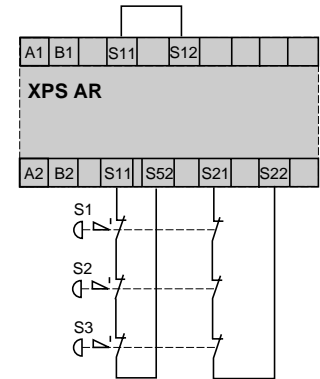 A1 B1 S11 S12
XPS AR
A2 B2 S11 S52 S21 S22
S1
S2
S3